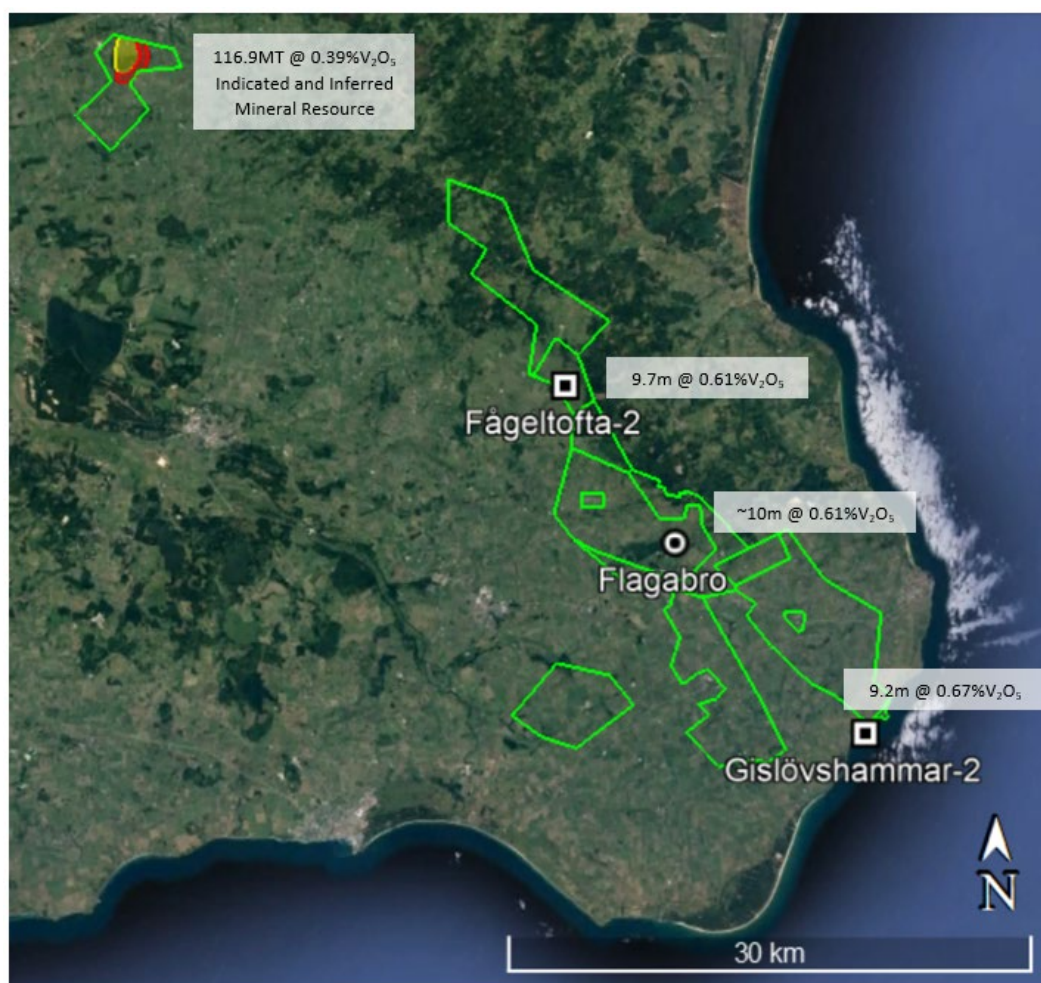 116.9MT @ 0.39%V₂O₅
Indicated and Inferred
Mineral Resource
9.7m @ 0.61%V₂O₅
Fågeltofta-2
~10m @ 0.61%V₂O₅
Flagabro
9.2m @ 0.67%V₂O₅
Gislövshammar-2
N
30 km